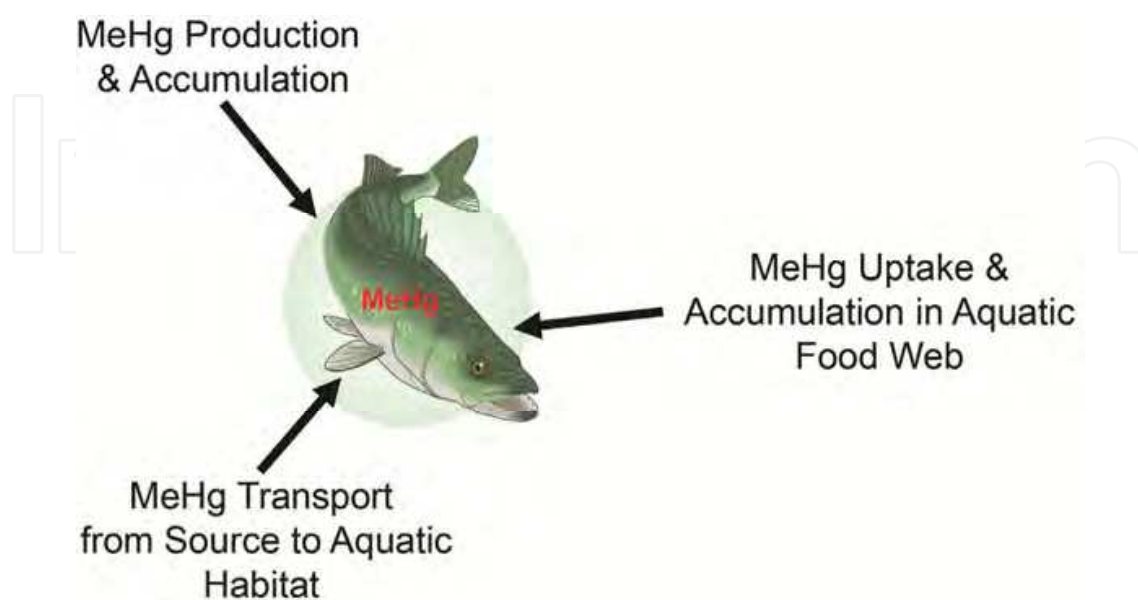 MeHg Production
& Accumulation
MeHg
MeHg Uptake &
Accumulation in Aquatic
Food Web
MeHg Transport
from Source to Aquatic
Habitat